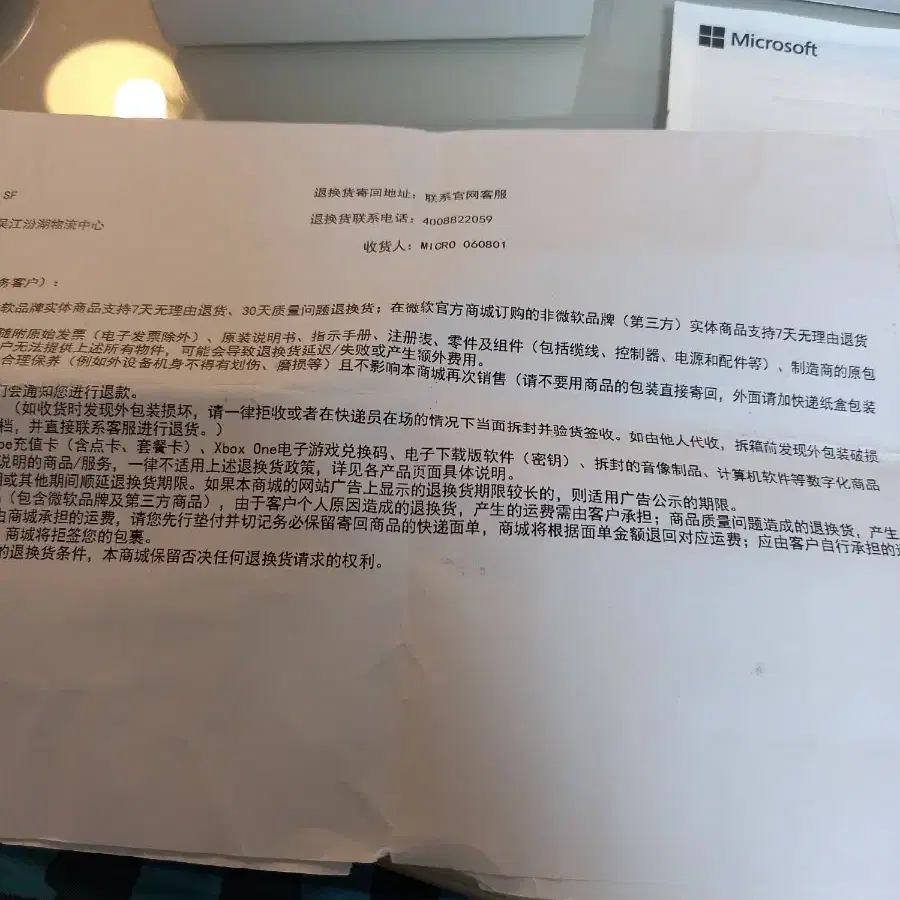 Microsoft
SF
退换货寄回地址：联系官网客服
吴江汾湖物流中心
退换货联系电话：4008822059
收货人：MICRO 060801
务客户）：
软品牌实体商品支持7天无理由退货、30天质量问题退换货；在微软官方商城订购的非微软品牌（第三方）实体商品支持7天无理由退货
随附原始发票（电子发票除外）、原装说明书、指示手册、注册表、零件及组件（包括缆线、控制器、电源和配件等）、制造商的原包
户无法提供上述所有物件，可能会导致退换货延迟/失败或产生额外费用。
合理保养（例如外设备机身不得有划伤、磨损等）且不影响本商城再次销售（请不要用商品的包装直接寄回，外面请加快递纸盒包装
们会通知您进行退款。
（如收货时发现外包装损坏，请一律拒收或者在快递员在场的情况下当面拆封并验货签收。如由他人代收，拆箱前发现外包装破损
档，并直接联系客服进行退货。）
充值卡（含点卡、套餐卡）、Xbox One电子游戏兑换码、电子下载版软件（密钥）、拆封的音像制品、计算机软件等数字化商品
说明的商品/服务，一律不适用上述退换货政策，详见各产品页面具体说明。
或其他期间顺延退换货期限。如果本商城的网站广告上显示的退换货期限较长的，则适用广告公示的期限。
（包含微软品牌及第三方商品），由于客户个人原因造成的退换货，产生的运费需由客户承担；商品质量问题造成的退换货，产生
由商城承担的运费，请您先行垫付并切记务必保留寄回商品的快递面单，商城将根据面单金额退回对应运费；应由客户自行承担的
商城将拒签您的包裹。
的退换货条件，本商城保留否决任何退换货请求的权利。